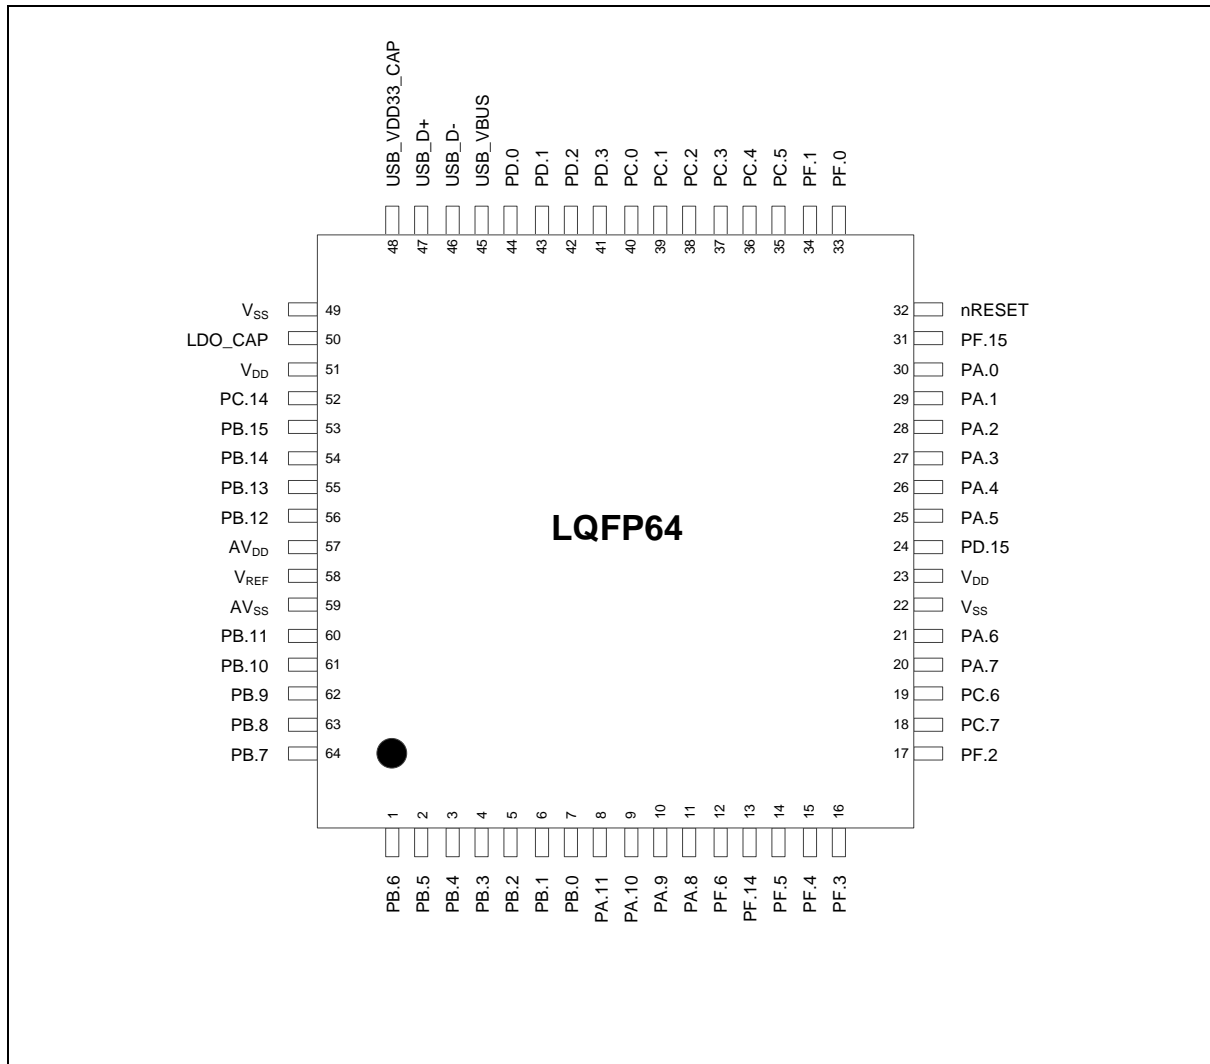 USB_VDD33_CAP
USB_D+
USB_D-
USB_VBUS
PD.0
PD.1
PD.2
PD.3
PC.0
PC.1
PC.2
PC.3
PC.4
PC.5
PF.1
PF.0
48
47
46
45
44
43
42
41
40
39
38
37
36
35
34
33
VSS 49
LDO_CAP 50
VDD 51
PC.14 52
PB.15 53
PB.14 54
PB.13 55
PB.12 56
AVDD 57
VREF 58
AVSS 59
PB.11 60
PB.10 61
PB.9 62
PB.8 63
PB.7 64
LQFP64
32 nRESET
31 PF.15
30 PA.0
29 PA.1
28 PA.2
27 PA.3
26 PA.4
25 PA.5
24 PD.15
23 VDD
22 VSS
21 PA.6
20 PA.7
19 PC.6
18 PC.7
17 PF.2
1
2
3
4
5
6
7
8
9
10
11
12
13
14
15
16
PB.6
PB.5
PB.4
PB.3
PB.2
PB.1
PB.0
PA.11
PA.10
PA.9
PA.8
PF.6
PF.14
PF.5
PF.4
PF.3